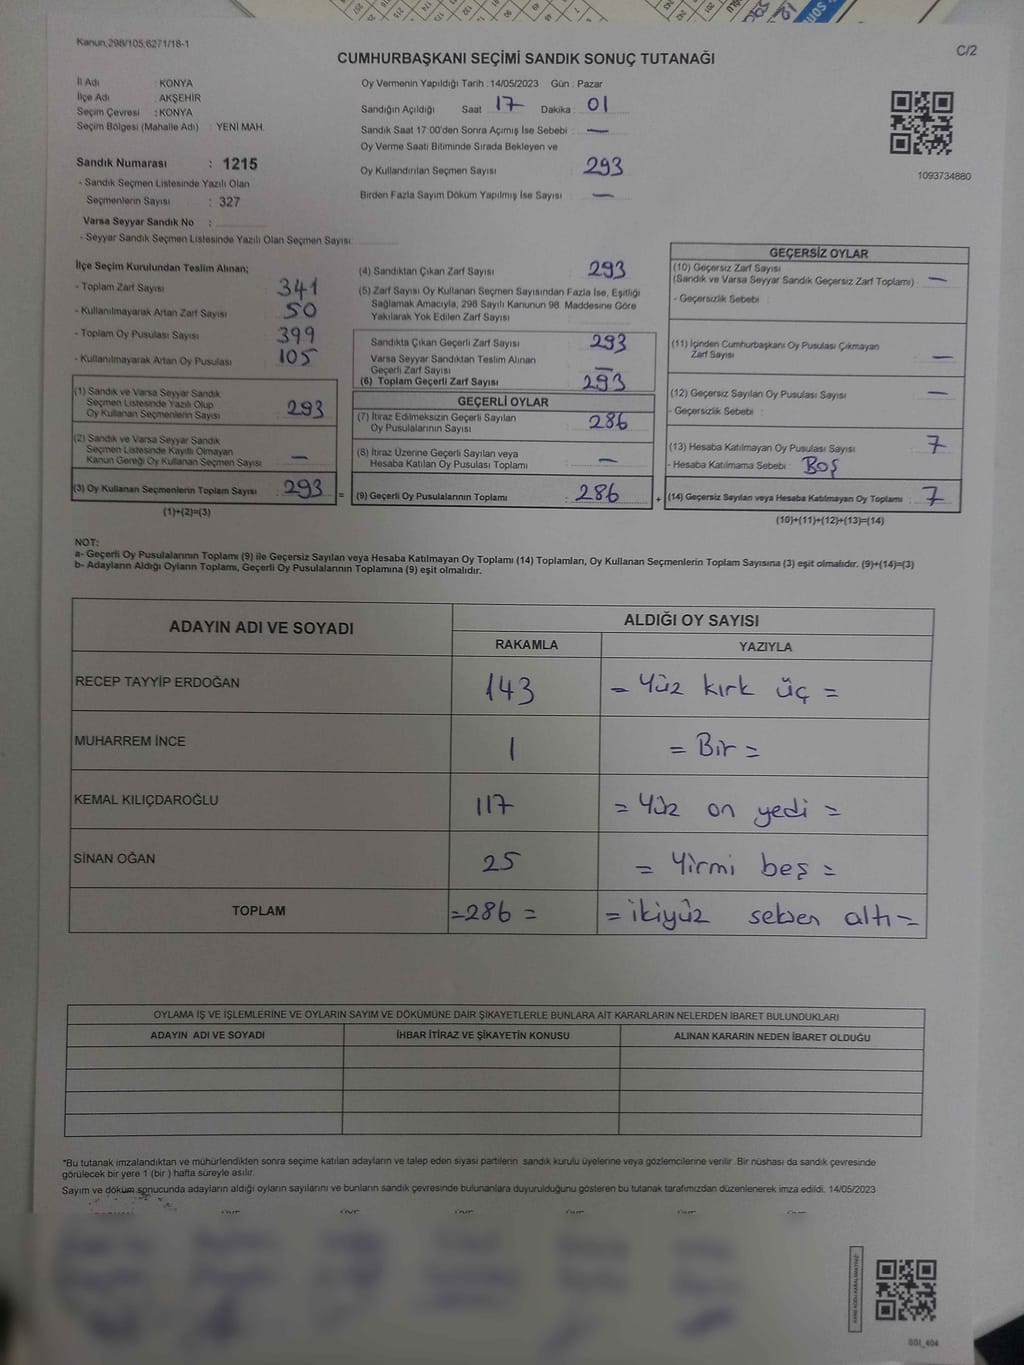 Kanun,298/105,6271/18-1
C/2
CUMHURBAŞKANI SEÇİMİ SANDIK SONUÇ TUTANAĞI
İl Adı : KONYA
İlçe Adı : AKŞEHİR
Seçim Çevresi : KONYA
Seçim Bölgesi (Mahalle Adı) : YENİ MAH.
Sandık Numarası : 1215
- Sandık Seçmen Listesinde Yazılı Olan
Seçmenlerin Sayısı : 327
Varsa Seyyar Sandık No :
- Seyyar Sandık Seçmen Listesinde Yazılı Olan Seçmen Sayısı:
Oy Vermenin Yapıldığı Tarih : 14/05/2023 Gün : Pazar
Sandığın Açıldığı Saat : 17 Dakika : 01
Sandık Saat 17:00'den Sonra Açımış İse Sebebi : —
Oy Verme Saati Bitiminde Sırada Bekleyen ve
Oy Kullandırılan Seçmen Sayısı : 293
Birden Fazla Sayım Döküm Yapılmış İse Sayısı : —
1093734880
İlçe Seçim Kurulundan Teslim Alınan;
- Toplam Zarf Sayısı : 341
- Kullanılmayarak Artan Zarf Sayısı : 50
- Toplam Oy Pusulası Sayısı : 399
- Kullanılmayarak Artan Oy Pusulası : 105
(1) Sandık ve Varsa Seyyar Sandık
Seçmen Listesinde Yazılı Olup
Oy Kullanan Seçmenlerin Sayısı : 293
(2) Sandık ve Varsa Seyyar Sandık
Seçmen Listesinde Kayıtlı Olmayan
Kanun Gereği Oy Kullanan Seçmen Sayısı : —
(3) Oy Kullanan Seçmenlerin Toplam Sayısı : 293 =
(1)+(2)=(3)
(4) Sandıktan Çıkan Zarf Sayısı : 293
(5) Zarf Sayısı Oy Kullanan Seçmen Sayısından Fazla İse, Eşitliği
Sağlamak Amacıyla, 298 Sayılı Kanunun 98. Maddesine Göre
Yakılarak Yok Edilen Zarf Sayısı :
Sandıkta Çıkan Geçerli Zarf Sayısı : 293
Varsa Seyyar Sandıktan Teslim Alınan
Geçerli Zarf Sayısı : —
(6) Toplam Geçerli Zarf Sayısı : 293
GEÇERLİ OYLAR
(7) İtiraz Edilmeksizin Geçerli Sayılan
Oy Pusulalarının Sayısı : 286
(8) İtiraz Üzerine Geçerli Sayılan veya
Hesaba Katılan Oy Pusulası Toplamı : —
(9) Geçerli Oy Pusulalarının Toplamı : 286 +
GEÇERSİZ OYLAR
(10) Geçersiz Zarf Sayısı
(Sandık ve Varsa Seyyar Sandık Geçersiz Zarf Toplamı) : —
- Geçersizlik Sebebi :
(11) İçinden Cumhurbaşkanı Oy Pusulası Çıkmayan
Zarf Sayısı : —
(12) Geçersiz Sayılan Oy Pusulası Sayısı : —
- Geçersizlik Sebebi :
(13) Hesaba Katılmayan Oy Pusulası Sayısı : 7
- Hesaba Katılmama Sebebi : BOŞ
(14) Geçersiz Sayılan veya Hesaba Katılmayan Oy Toplamı : 7
(10)+(11)+(12)+(13)=(14)
NOT:
a- Geçerli Oy Pusulalarının Toplamı (9) ile Geçersiz Sayılan veya Hesaba Katılmayan Oy Toplamı (14) Toplamları, Oy Kullanan Seçmenlerin Toplam Sayısına (3) eşit olmalıdır. (9)+(14)=(3)
b- Adayların Aldığı Oyların Toplamı, Geçerli Oy Pusulalarının Toplamına (9) eşit olmalıdır.
ADAYIN ADI VE SOYADI
ALDIĞI OY SAYISI
RAKAMLA YAZIYLA
RECEP TAYYİP ERDOĞAN 143 = Yüz kırk üç =
MUHARREM İNCE 1 = Bir =
KEMAL KILIÇDAROĞLU 117 = Yüz on yedi =
SİNAN OĞAN 25 = Yirmi beş =
TOPLAM =286 = = ikiyüz seksen altı =
OYLAMA İŞ VE İŞLEMLERİNE VE OYLARIN SAYIM VE DÖKÜMÜNE DAİR ŞİKAYETLERLE BUNLARA AİT KARARLARIN NELERDEN İBARET BULUNDUKLARI
ADAYIN ADI VE SOYADI İHBAR İTİRAZ VE ŞİKAYETİN KONUSU ALINAN KARARIN NEDEN İBARET OLDUĞU
*Bu tutanak imzalandıktan ve mühürlendikten sonra seçime katılan adayların ve talep eden siyasi partilerin sandık kurulu üyelerine veya gözlemcilerine verilir .Bir nüshası da sandık çevresinde
görülecek bir yere 1 (bir ) hafta süreyle asılır.
Sayım ve döküm sonucunda adayların aldığı oyların sayılarını ve bunların sandık çevresinde bulunanlara duyurulduğunu gösteren bu tutanak tarafımızdan düzenlenerek imza edildi. 14/05/2023